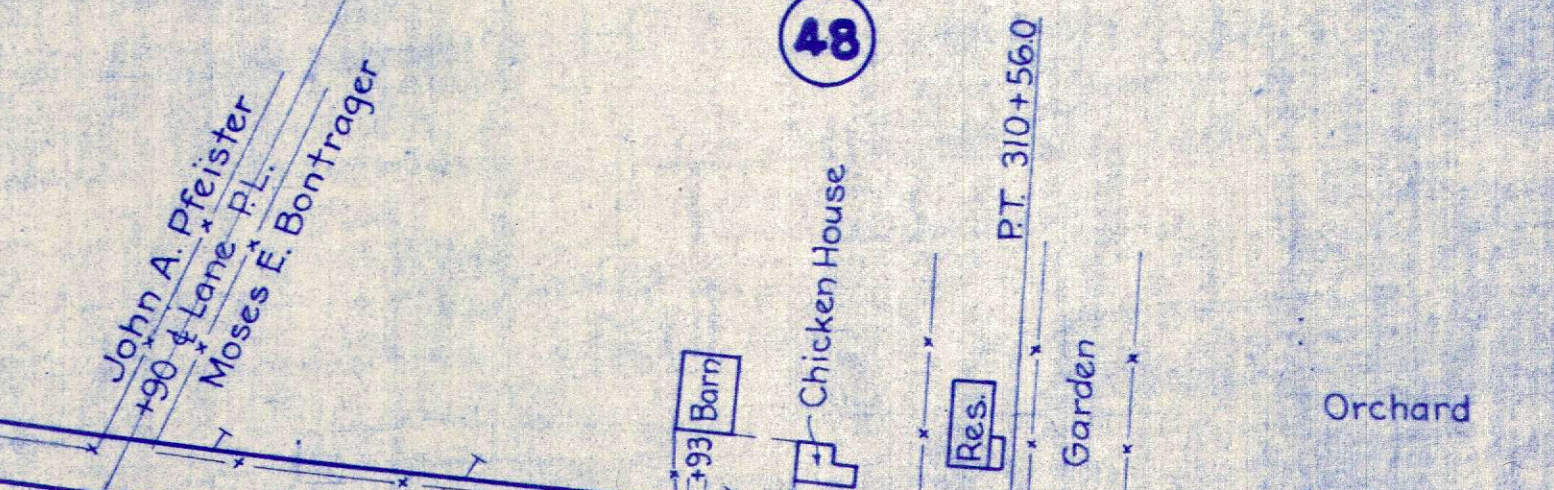 48
John A. Pfeister
+90 ₵ Lane P.L.
Moses E. Bontrager
Barn
+93
Chicken House
Res.
P.T. 310+56.0
Garden
Orchard